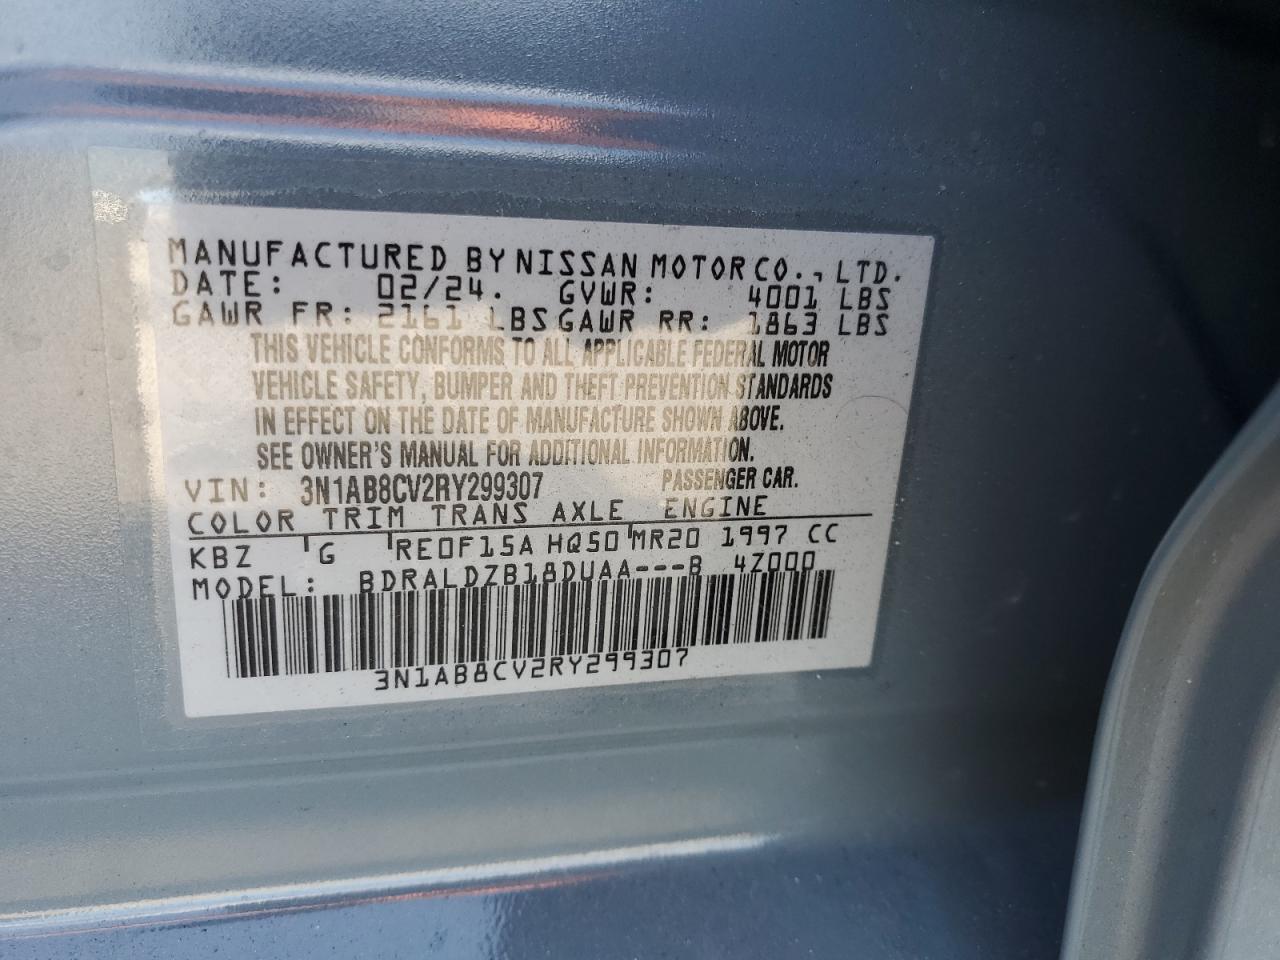 MANUFACTURED BY NISSAN MOTOR CO., LTD.
DATE: 02/24. GVWR: 4001 LBS
GAWR FR: 2161 LBS GAWR RR: 1863 LBS
THIS VEHICLE CONFORMS TO ALL APPLICABLE FEDERAL MOTOR
VEHICLE SAFETY, BUMPER AND THEFT PREVENTION STANDARDS
IN EFFECT ON THE DATE OF MANUFACTURE SHOWN ABOVE.
SEE OWNER'S MANUAL FOR ADDITIONAL INFORMATION.
VIN: 3N1AB8CV2RY299307 PASSENGER CAR.
COLOR TRIM TRANS AXLE ENGINE
KBZ G RE0F15A HQ50 MR20 1997 CC
MODEL: BDRALDZB18DUAA---B 4Z000
3N1AB8CV2RY299307